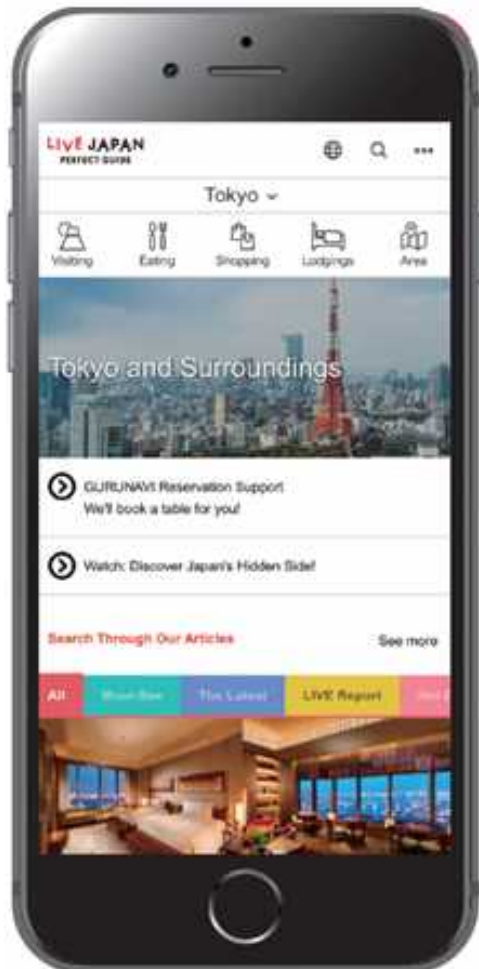 LIVE JAPAN
PERFECT GUIDE
Tokyo
Visiting
Eating
Shopping
Lodgings
Area
Tokyo and Surroundings
GURUNAVI Reservation Support
We'll book a table for you!
Watch: Discover Japan's Hidden Side!
Search Through Our Articles
See more
All
Must-See
The Latest
LIVE Report